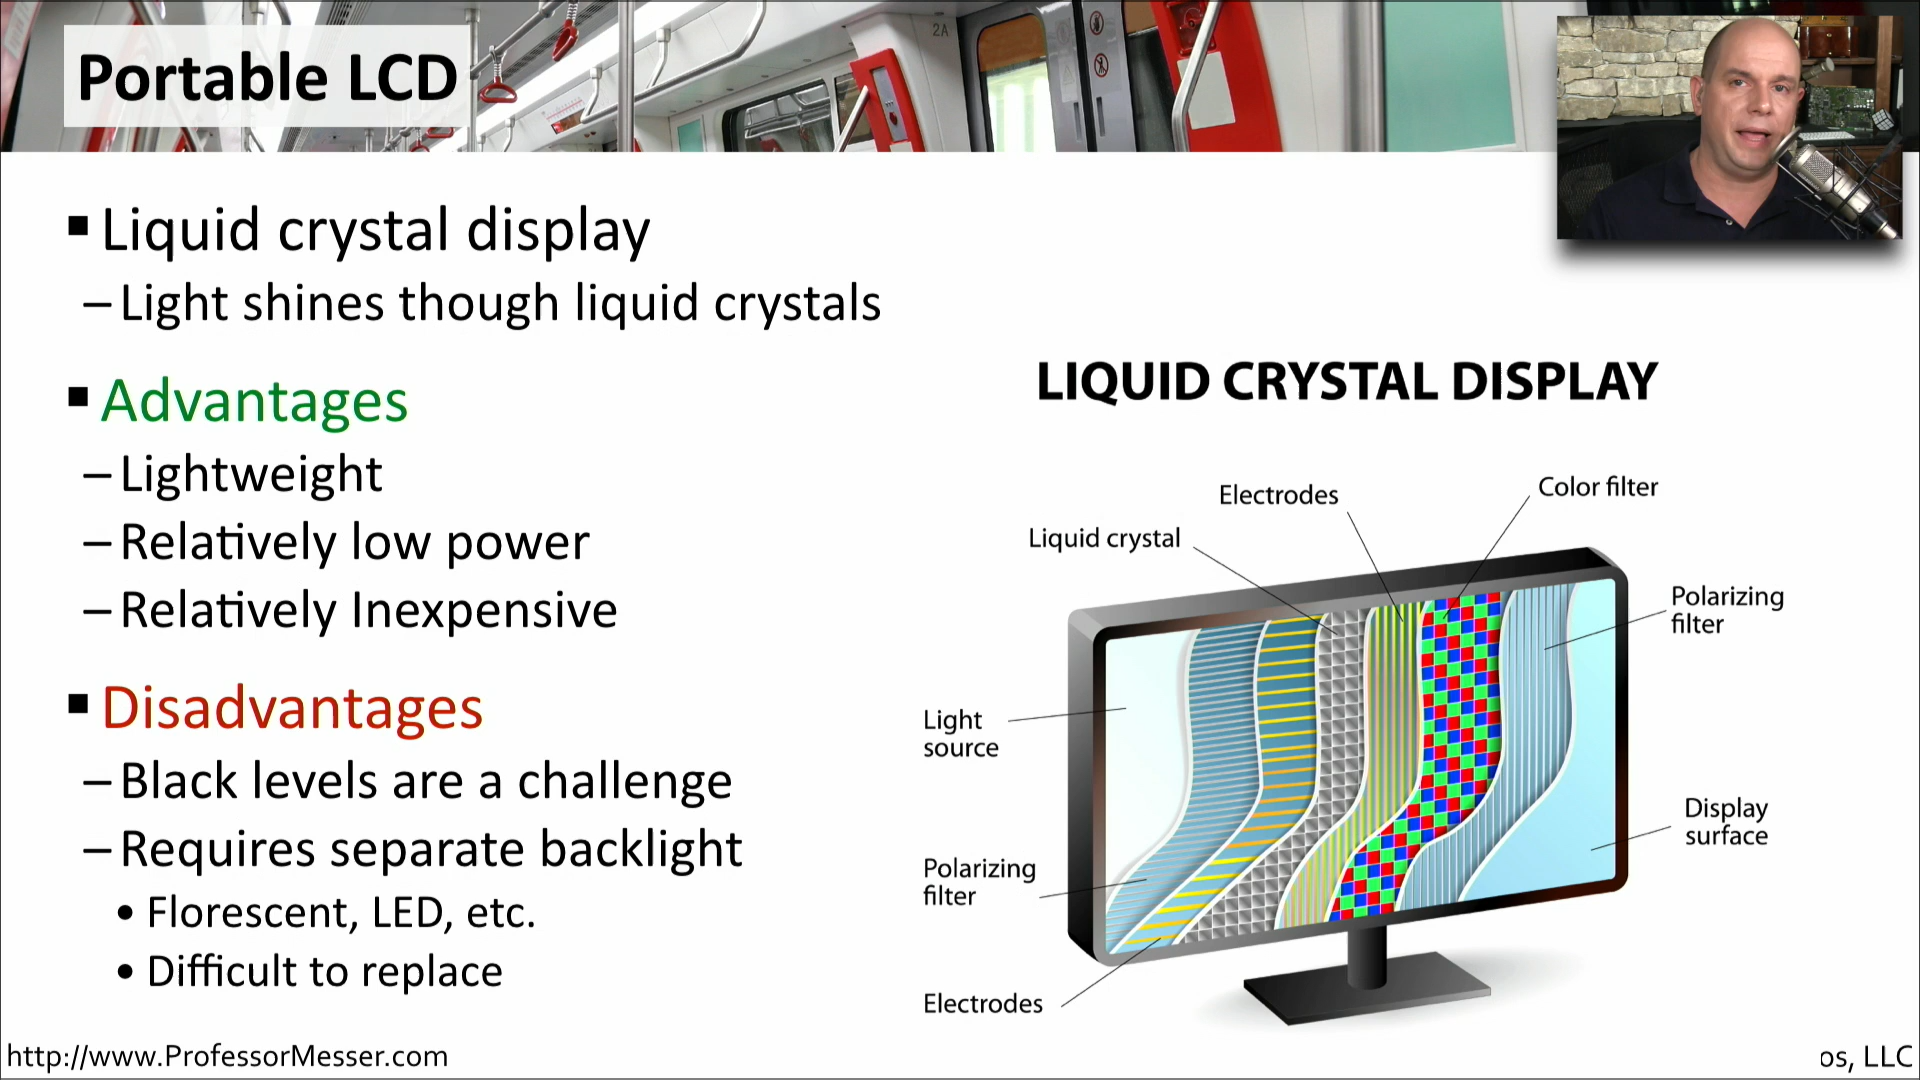 Portable LCD
2A
▪ Liquid crystal display
– Light shines though liquid crystals
▪ Advantages
– Lightweight
– Relatively low power
– Relatively Inexpensive
▪ Disadvantages
– Black levels are a challenge
– Requires separate backlight
• Florescent, LED, etc.
• Difficult to replace
LIQUID CRYSTAL DISPLAY
Electrodes
Color filter
Liquid crystal
Polarizing
filter
Light
source
Display
surface
Polarizing
filter
Electrodes
http://www.ProfessorMesser.com
os, LLC